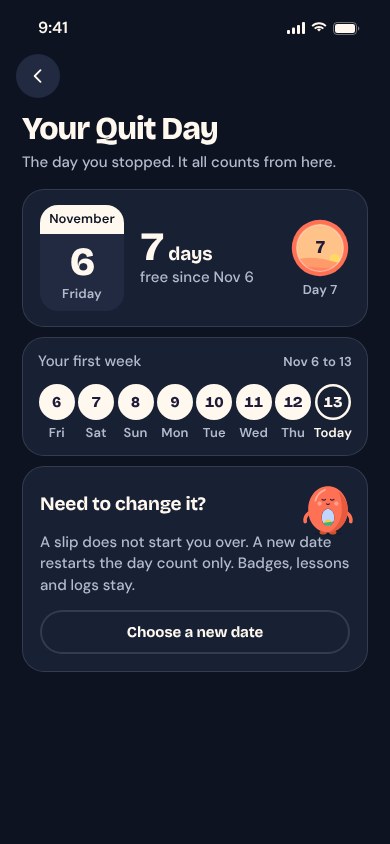 9:41
Your Quit Day
The day you stopped. It all counts from here.
November
6
Friday
7 days
free since Nov 6
7
Day 7
Your first week
Nov 6 to 13
6 7 8 9 10 11 12 13
Fri Sat Sun Mon Tue Wed Thu Today
Need to change it?
A slip does not start you over. A new date
restarts the day count only. Badges, lessons
and logs stay.
Choose a new date